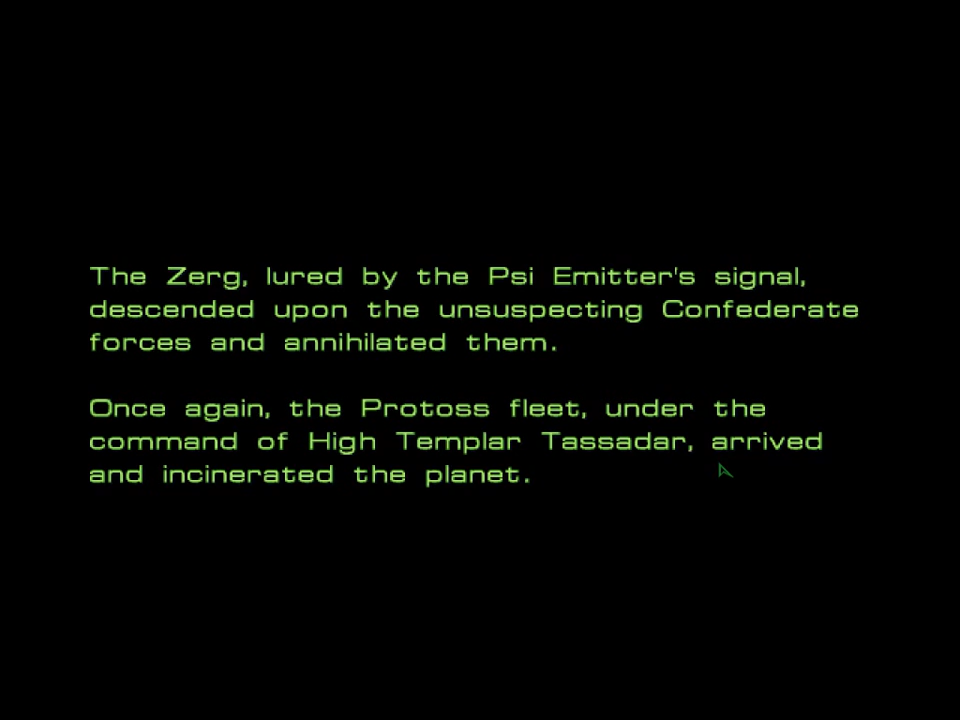 The Zerg, lured by the Psi Emitter's signal,
descended upon the unsuspecting Confederate
forces and annihilated them.
Once again, the Protoss fleet, under the
command of High Templar Tassadar, arrived
and incinerated the planet.